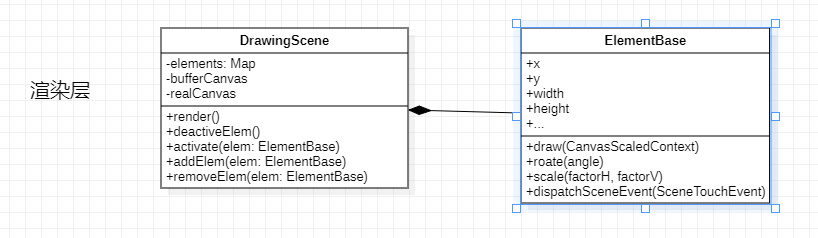 渲染层
DrawingScene
-elements: Map
-bufferCanvas
-realCanvas
+render()
+deactiveElem()
+activate(elem: ElementBase)
+addElem(elem: ElementBase)
+removeElem(elem: ElementBase)
ElementBase
+x
+y
+width
+height
+...
+draw(CanvasScaledContext)
+roate(angle)
+scale(factorH, factorV)
+dispatchSceneEvent(SceneTouchEvent)